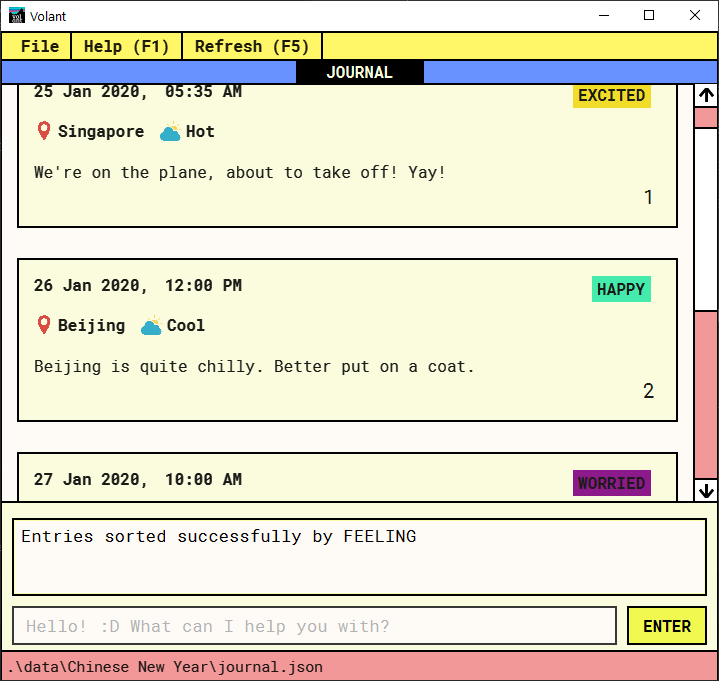 Volant
File Help (F1) Refresh (F5)
JOURNAL
25 Jan 2020, 05:35 AM EXCITED
Singapore Hot
We're on the plane, about to take off! Yay!
1
26 Jan 2020, 12:00 PM HAPPY
Beijing Cool
Beijing is quite chilly. Better put on a coat.
2
27 Jan 2020, 10:00 AM WORRIED
Entries sorted successfully by FEELING
Hello! :D What can I help you with? ENTER
.\data\Chinese New Year\journal.json